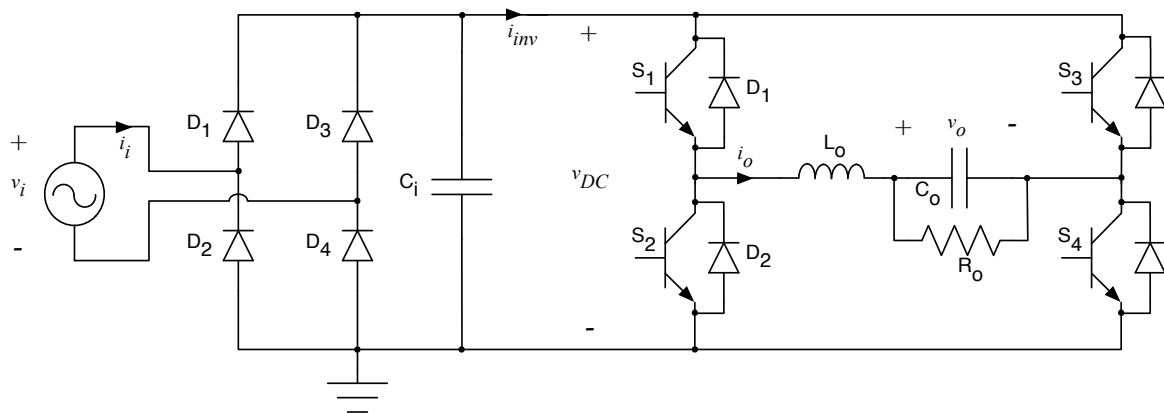 +
v_i
-
i_i
D_1
D_2
D_3
D_4
C_i
i_inv
+
v_DC
-
S_1
D_1
S_2
D_2
i_o
L_o
+
v_o
-
C_o
R_o
S_3
S_4